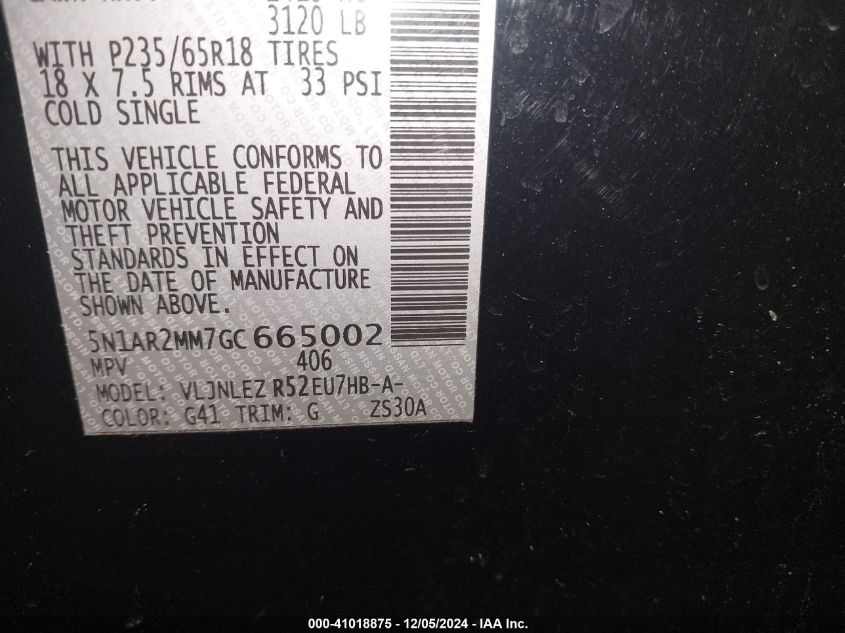 3120 LB
WITH P235/65R18 TIRES
18 X 7.5 RIMS AT 33 PSI
COLD SINGLE
THIS VEHICLE CONFORMS TO
ALL APPLICABLE FEDERAL
MOTOR VEHICLE SAFETY AND
THEFT PREVENTION
STANDARDS IN EFFECT ON
THE DATE OF MANUFACTURE
SHOWN ABOVE.
5N1AR2MM7GC665002
MPV 406
MODEL: VLJNLEZ R52EU7HB-A-
COLOR: G41 TRIM: G ZS30A
000-41018875 - 12/05/2024 - IAA Inc.